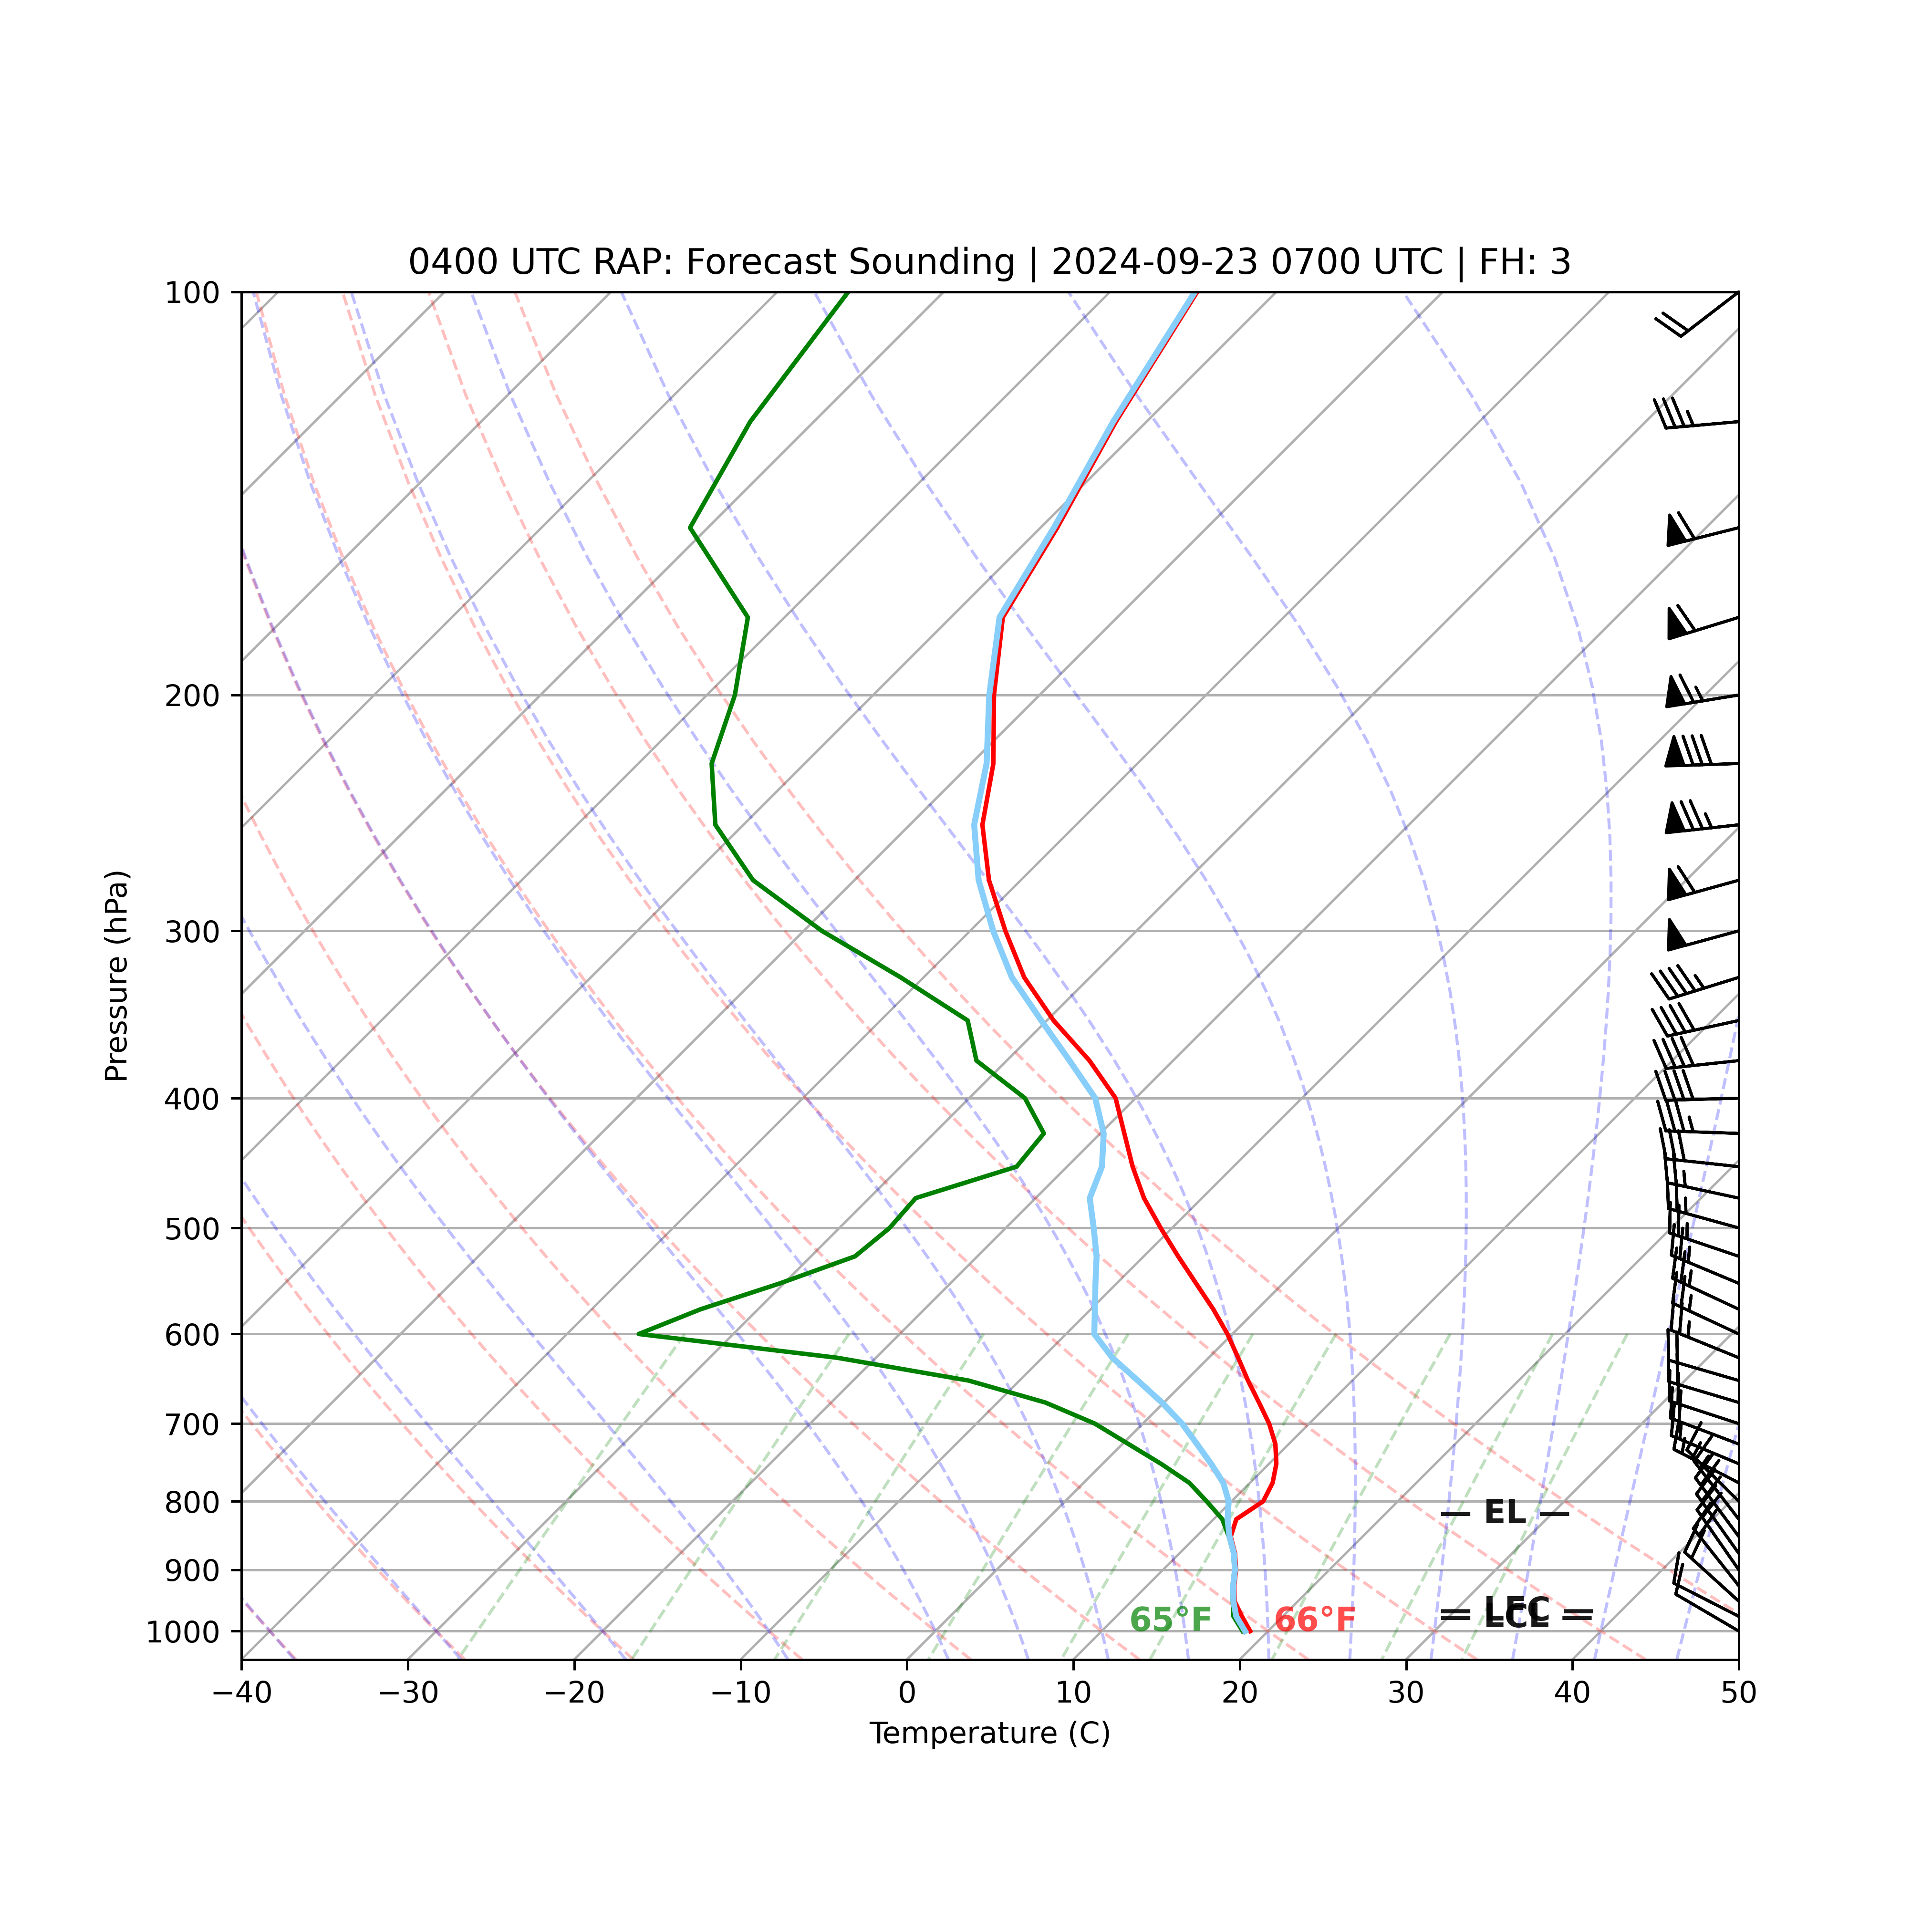 0400 UTC RAP: Forecast Sounding | 2024-09-23 0700 UTC | FH: 3
100
200
300
400
500
600
700
800
900
1000
Pressure (hPa)
— EL —
65°F
66°F
−40 −30 −20 −10 0 10 20 30 40 50
Temperature (C)